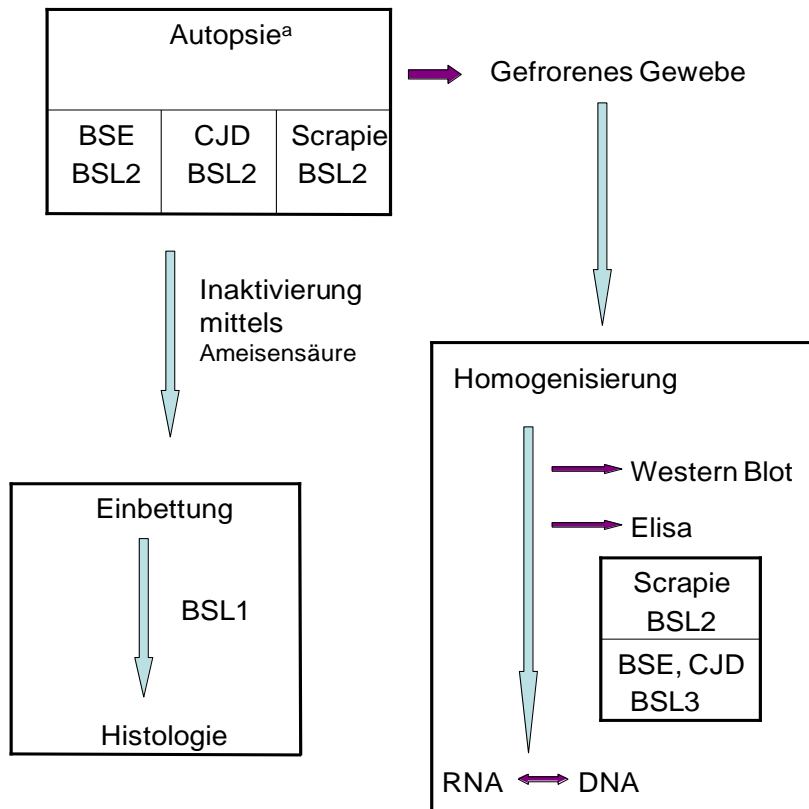 Autopsieᵃ
BSE
BSL2
CJD
BSL2
Scrapie
BSL2
Gefrorenes Gewebe
Inaktivierung
mittels
Ameisensäure
Einbettung
BSL1
Histologie
Homogenisierung
Western Blot
Elisa
Scrapie
BSL2
BSE, CJD
BSL3
RNA DNA